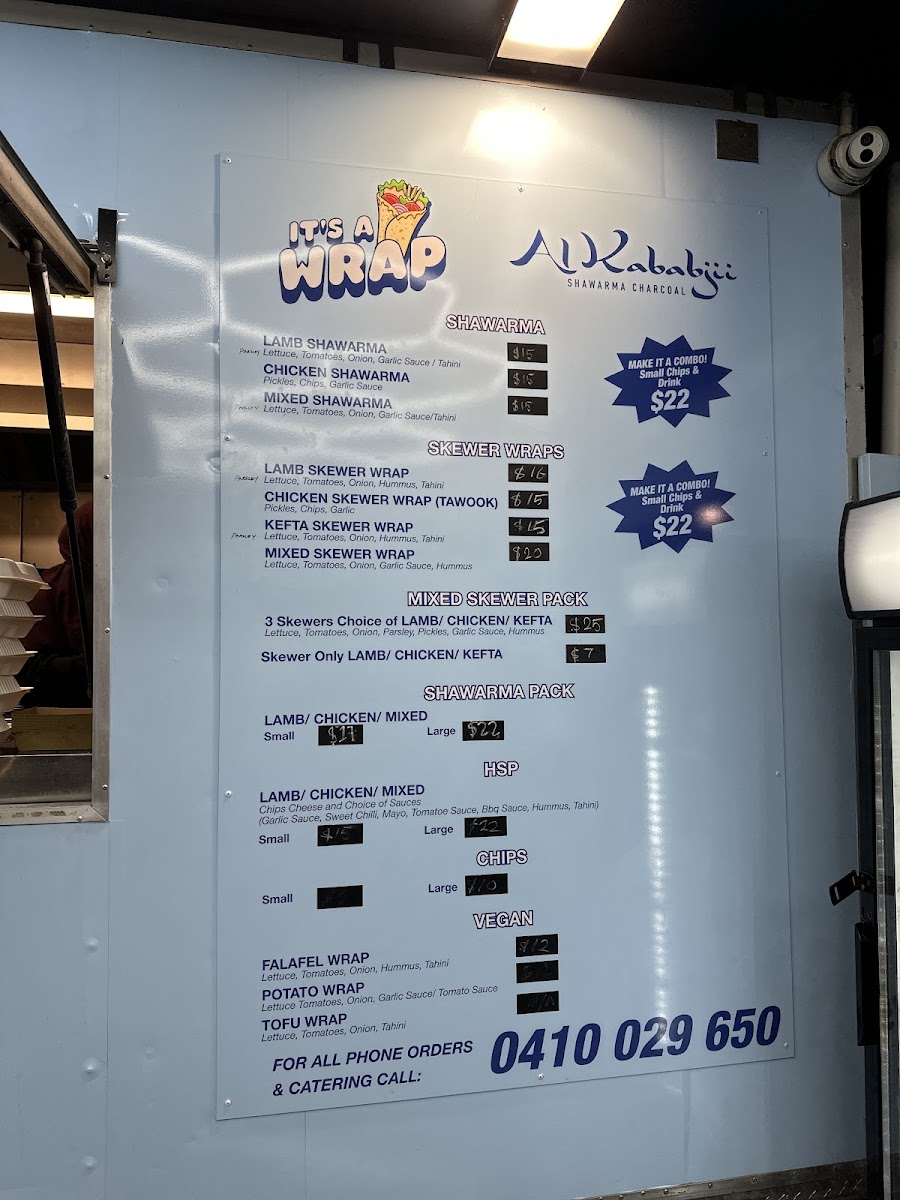 IT'S A
WRAP
Al Kababjii
SHAWARMA CHARCOAL
SHAWARMA
LAMB SHAWARMA $15
PARSLEY Lettuce, Tomatoes, Onion, Garlic Sauce / Tahini
CHICKEN SHAWARMA $15
Pickles, Chips, Garlic Sauce
MIXED SHAWARMA $15
PARSLEY Lettuce, Tomatoes, Onion, Garlic Sauce/Tahini
MAKE IT A COMBO!
Small Chips &
Drink
$22
SKEWER WRAPS
LAMB SKEWER WRAP $16
PARSLEY Lettuce, Tomatoes, Onion, Hummus, Tahini
CHICKEN SKEWER WRAP (TAWOOK) $15
Pickles, Chips, Garlic
KEFTA SKEWER WRAP $15
PARSLEY Lettuce, Tomatoes, Onion, Hummus, Tahini
MIXED SKEWER WRAP $20
Lettuce, Tomatoes, Onion, Garlic Sauce, Hummus
MAKE IT A COMBO!
Small Chips &
Drink
$22
MIXED SKEWER PACK
3 Skewers Choice of LAMB/ CHICKEN/ KEFTA $25
Lettuce, Tomatoes, Onion, Parsley, Pickles, Garlic Sauce, Hummus
Skewer Only LAMB/ CHICKEN/ KEFTA $7
SHAWARMA PACK
LAMB/ CHICKEN/ MIXED
Small $17 Large $22
HSP
LAMB/ CHICKEN/ MIXED
Chips Cheese and Choice of Sauces
(Garlic Sauce, Sweet Chilli, Mayo, Tomatoe Sauce, Bbq Sauce, Hummus, Tahini)
Small $15 Large $22
CHIPS
Small Large $10
VEGAN
FALAFEL WRAP $12
Lettuce, Tomatoes, Onion, Hummus, Tahini
POTATO WRAP
Lettuce Tomatoes, Onion, Garlic Sauce/ Tomato Sauce
TOFU WRAP
Lettuce, Tomatoes, Onion, Tahini
FOR ALL PHONE ORDERS
& CATERING CALL:
0410 029 650